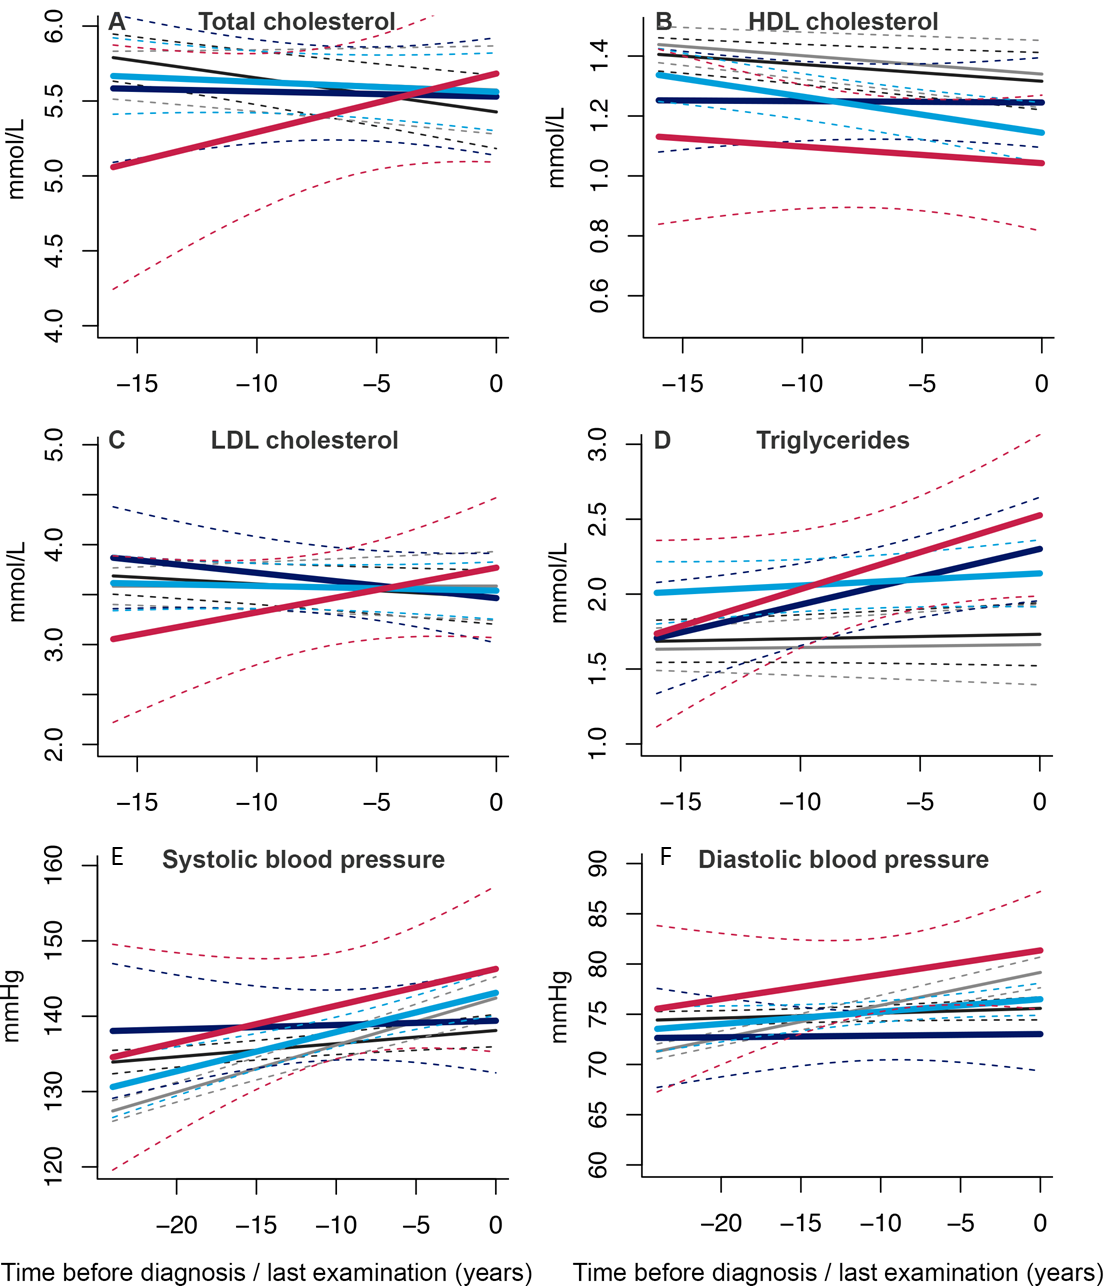 A Total cholesterol
6.0
5.5
5.0
4.5
4.0
mmol/L
−15 −10 −5 0
B HDL cholesterol
1.4
1.2
1.0
0.8
0.6
mmol/L
−15 −10 −5 0
C LDL cholesterol
5.0
4.0
3.0
2.0
mmol/L
−15 −10 −5 0
D Triglycerides
3.0
2.5
2.0
1.5
1.0
mmol/L
−15 −10 −5 0
E Systolic blood pressure
160
150
140
130
120
mmHg
−20 −15 −10 −5 0
Time before diagnosis / last examination (years)
F Diastolic blood pressure
90
85
80
75
70
65
60
mmHg
−20 −15 −10 −5 0
Time before diagnosis / last examination (years)